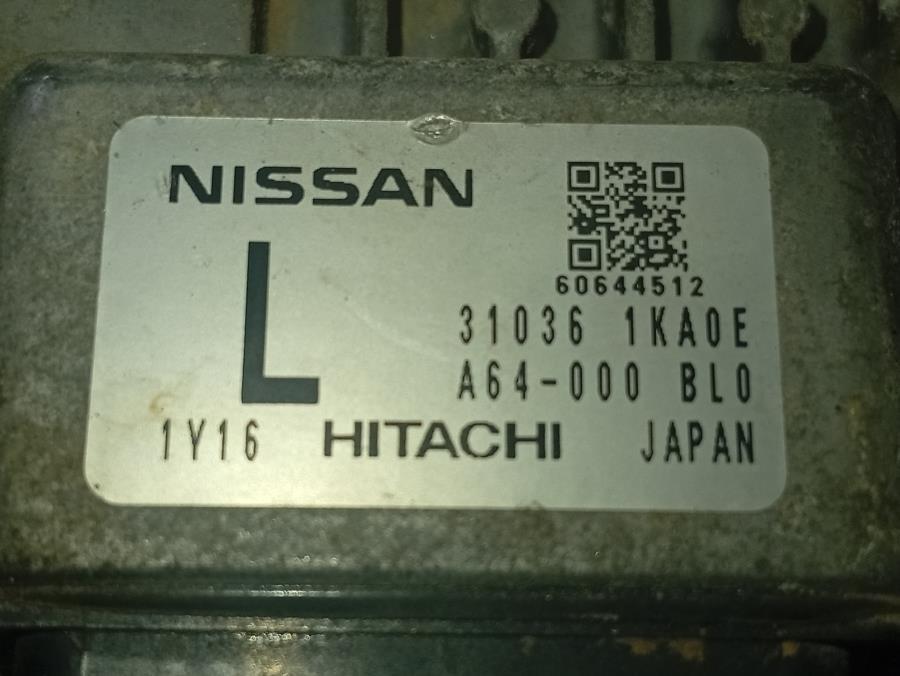 NISSAN
L
60644512
31036 1KA0E
A64-000 BL0
1Y16 HITACHI JAPAN